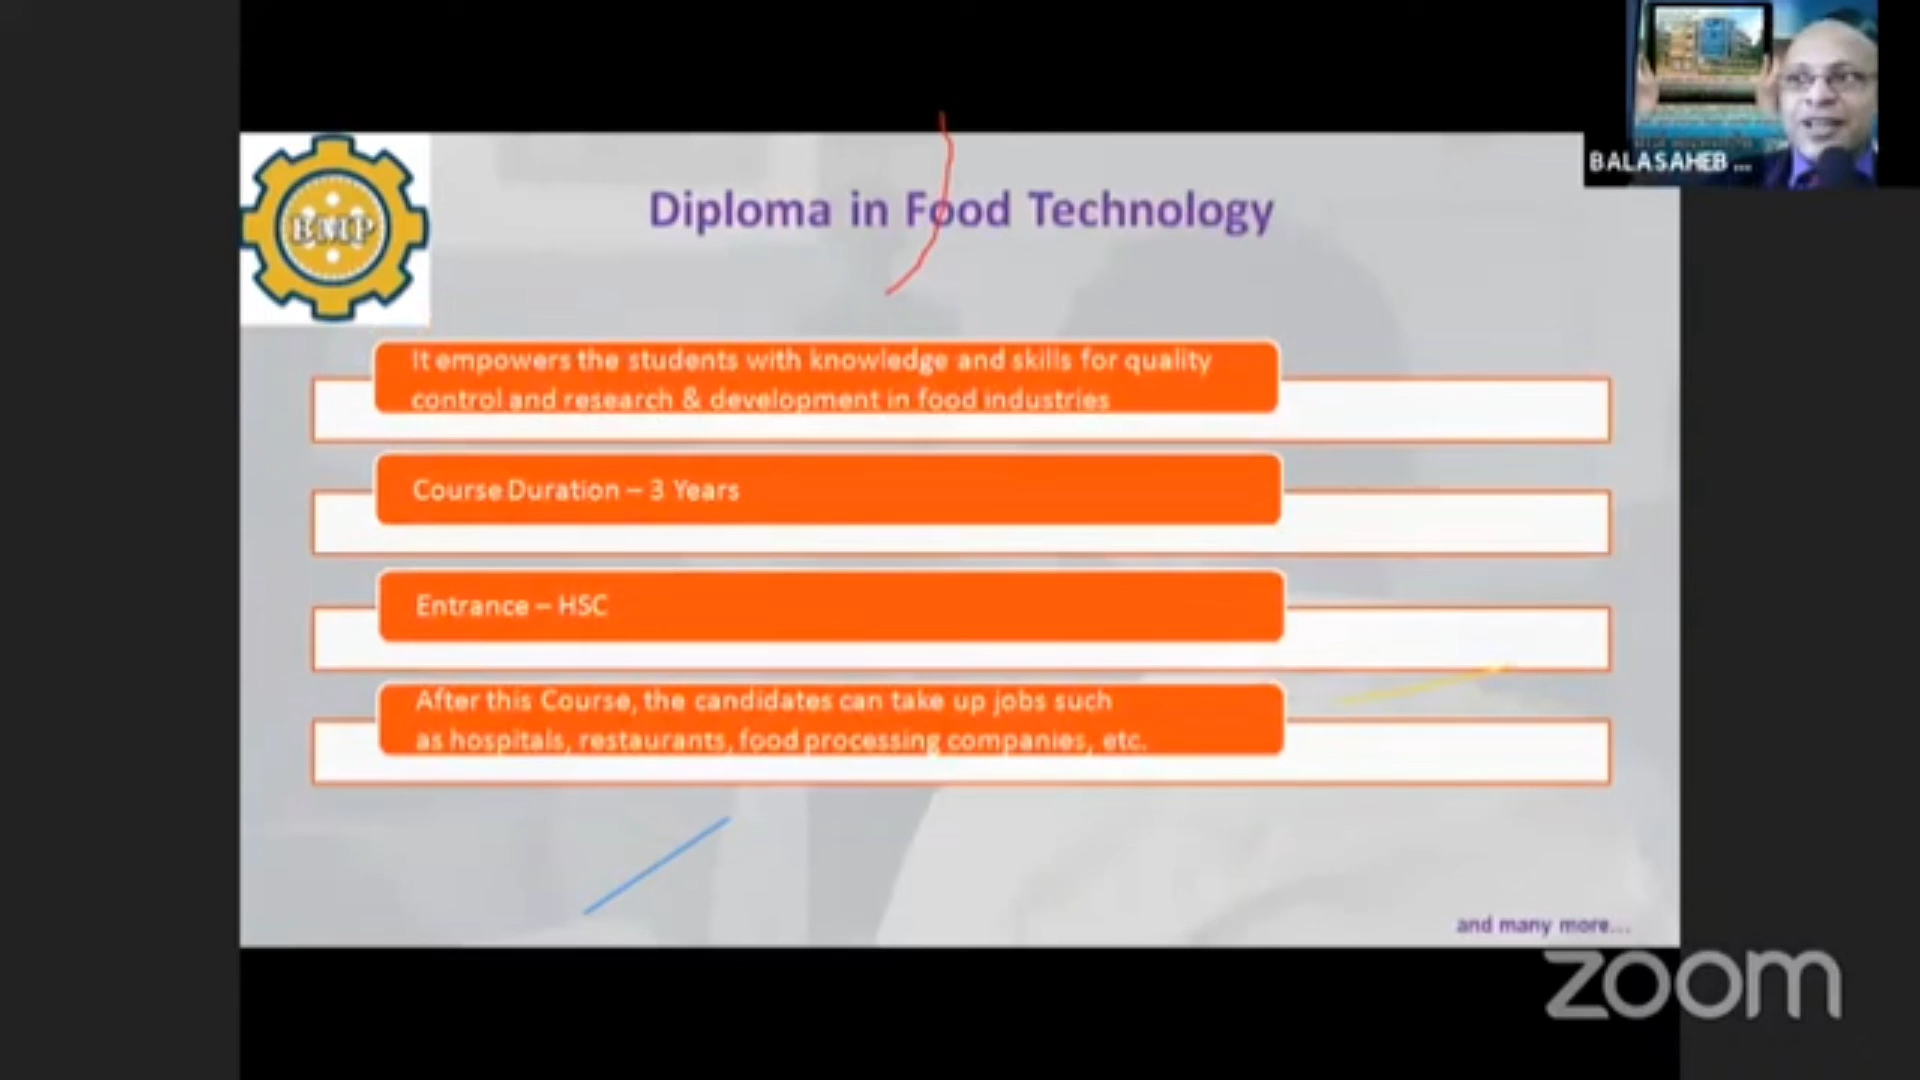 BALASAHEB ...
BMP
Diploma in Food Technology
It empowers the students with knowledge and skills for quality
control and research & development in food industries
Course Duration – 3 Years
Entrance – HSC
After this Course, the candidates can take up jobs such
as hospitals, restaurants, food processing companies, etc.
and many more...
zoom